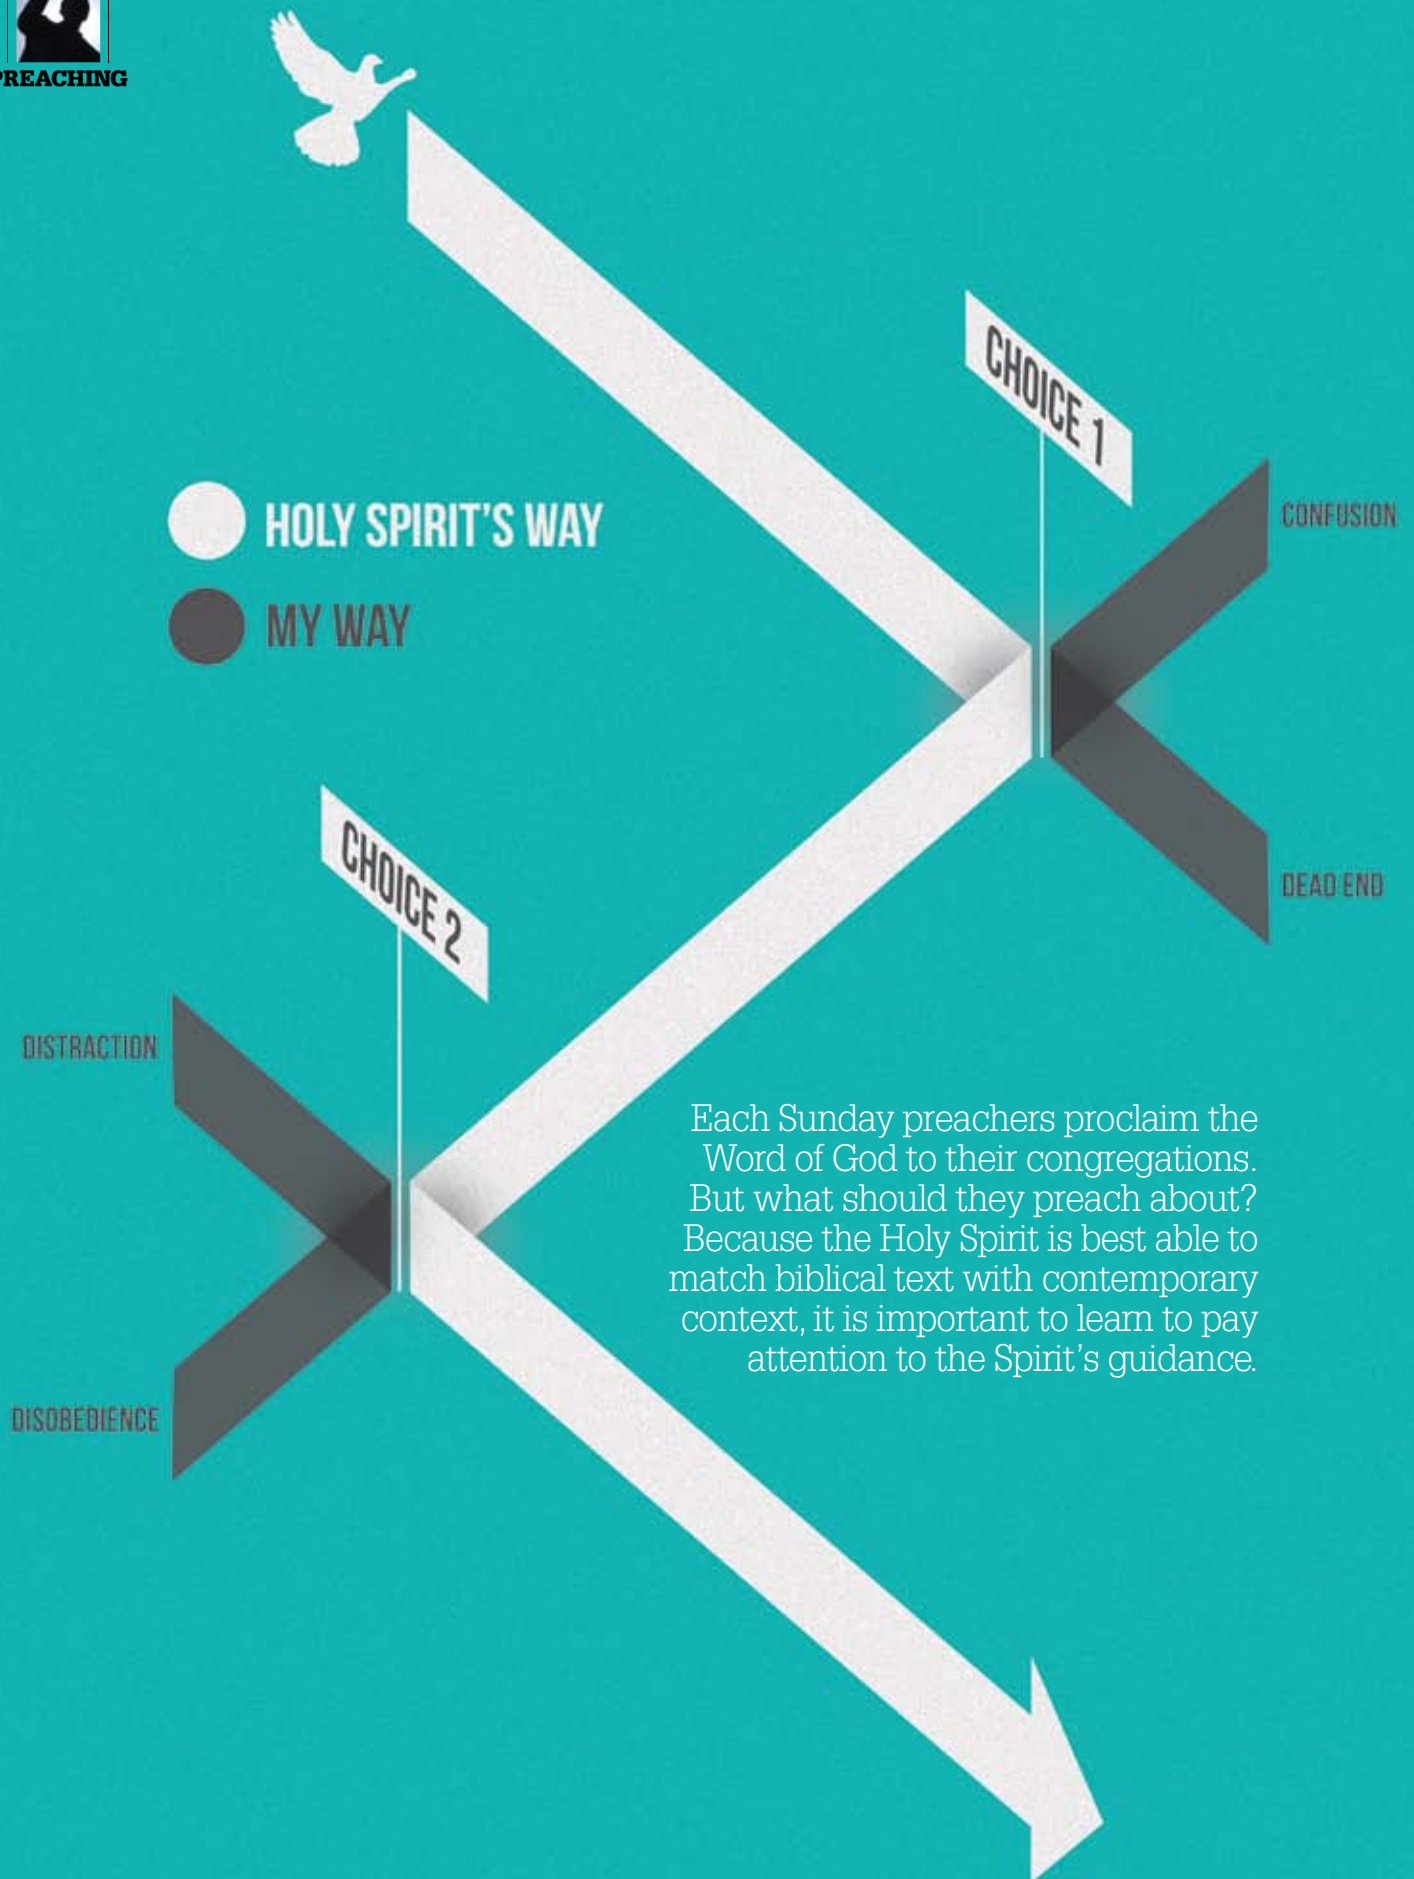 PREACHING
CHOICE 1
CONFUSION
HOLY SPIRIT'S WAY
MY WAY
DEAD END
CHOICE 2
DISTRACTION
Each Sunday preachers proclaim the
Word of God to their congregations.
But what should they preach about?
Because the Holy Spirit is best able to
match biblical text with contemporary
context, it is important to learn to pay
attention to the Spirit's guidance.
DISOBEDIENCE